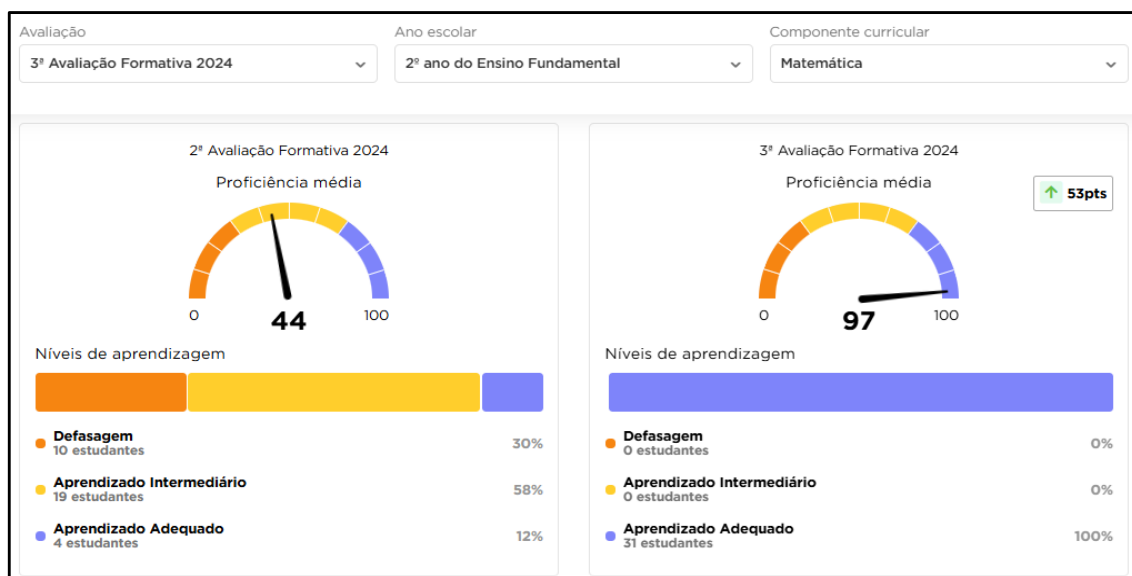 Avaliação
3ª Avaliação Formativa 2024
Ano escolar
2º ano do Ensino Fundamental
Componente curricular
Matemática
2ª Avaliação Formativa 2024
Proficiência média
0
44
100
Níveis de aprendizagem
Defasagem
10 estudantes
30%
Aprendizado Intermediário
19 estudantes
58%
Aprendizado Adequado
4 estudantes
12%
3ª Avaliação Formativa 2024
Proficiência média
53pts
0
97
100
Níveis de aprendizagem
Defasagem
0 estudantes
0%
Aprendizado Intermediário
0 estudantes
0%
Aprendizado Adequado
31 estudantes
100%